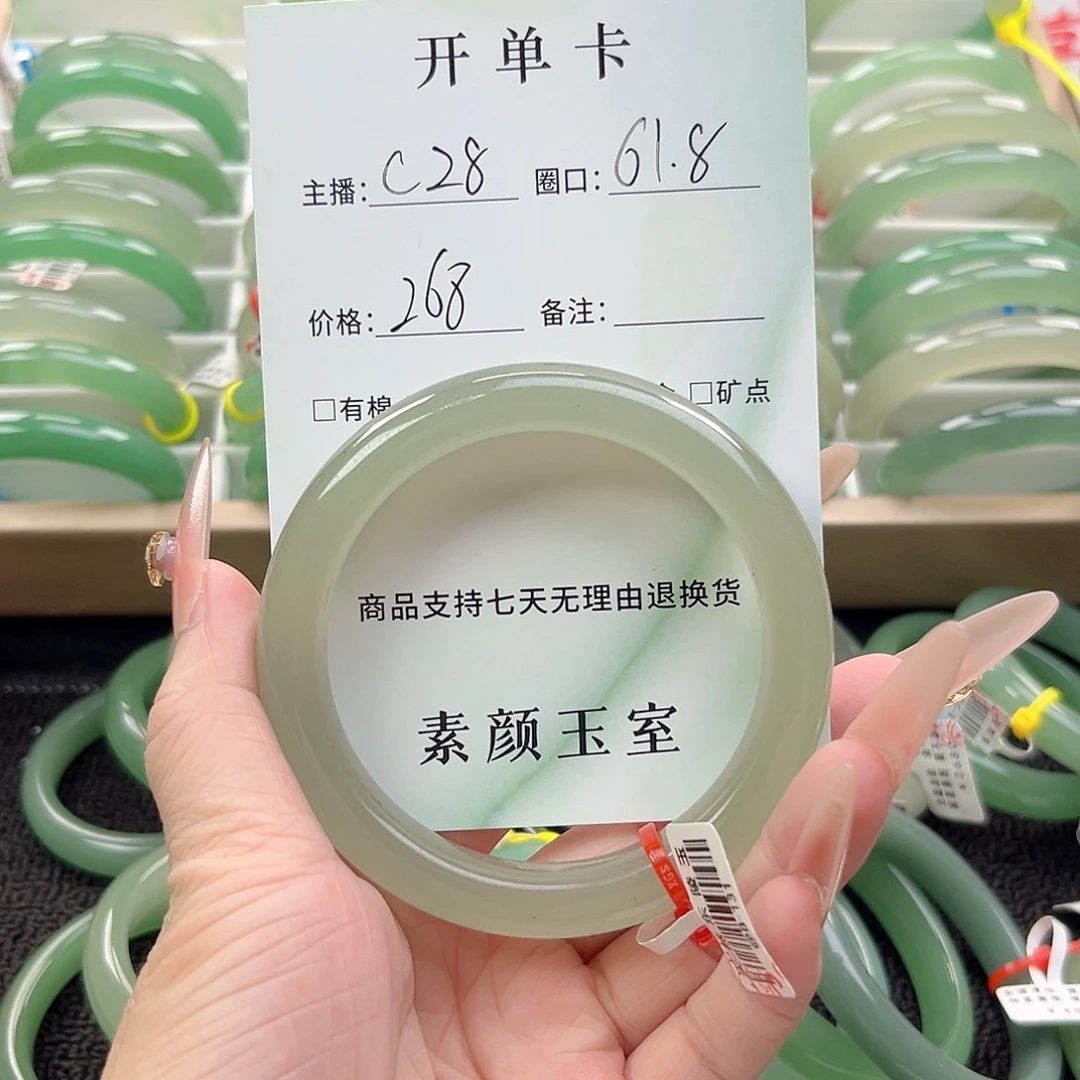 开单卡
主播: C28 圈口: 61.8
价格: 268 备注:
□有棉 □矿点
商品支持七天无理由退换货
素颜玉室